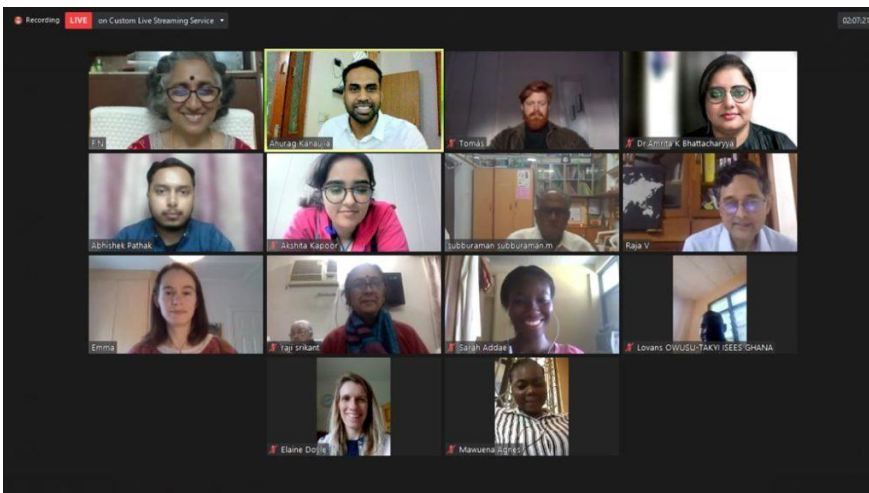 Recording LIVE on Custom Live Streaming Service
02:07:21
P.N
Anurag Kanaujia
Tomás
Dr Amrita K Bhattacharyya
Abhishek Pathak
Akshita Kapoor
subburaman subburaman.m
Raja V
Emma
raji srikant
Sarah Addae
Lovans OWUSU-TAKYI ISEES GHANA
Elaine Doyle
Mawuena Agnes